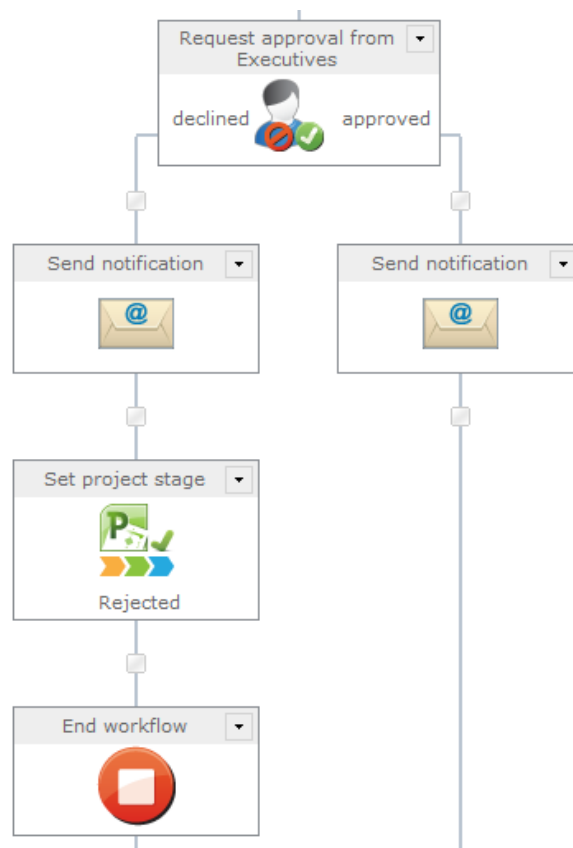 Request approval from
Executives
declined
approved
Send notification
Send notification
@
@
Set project stage
P
Rejected
End workflow